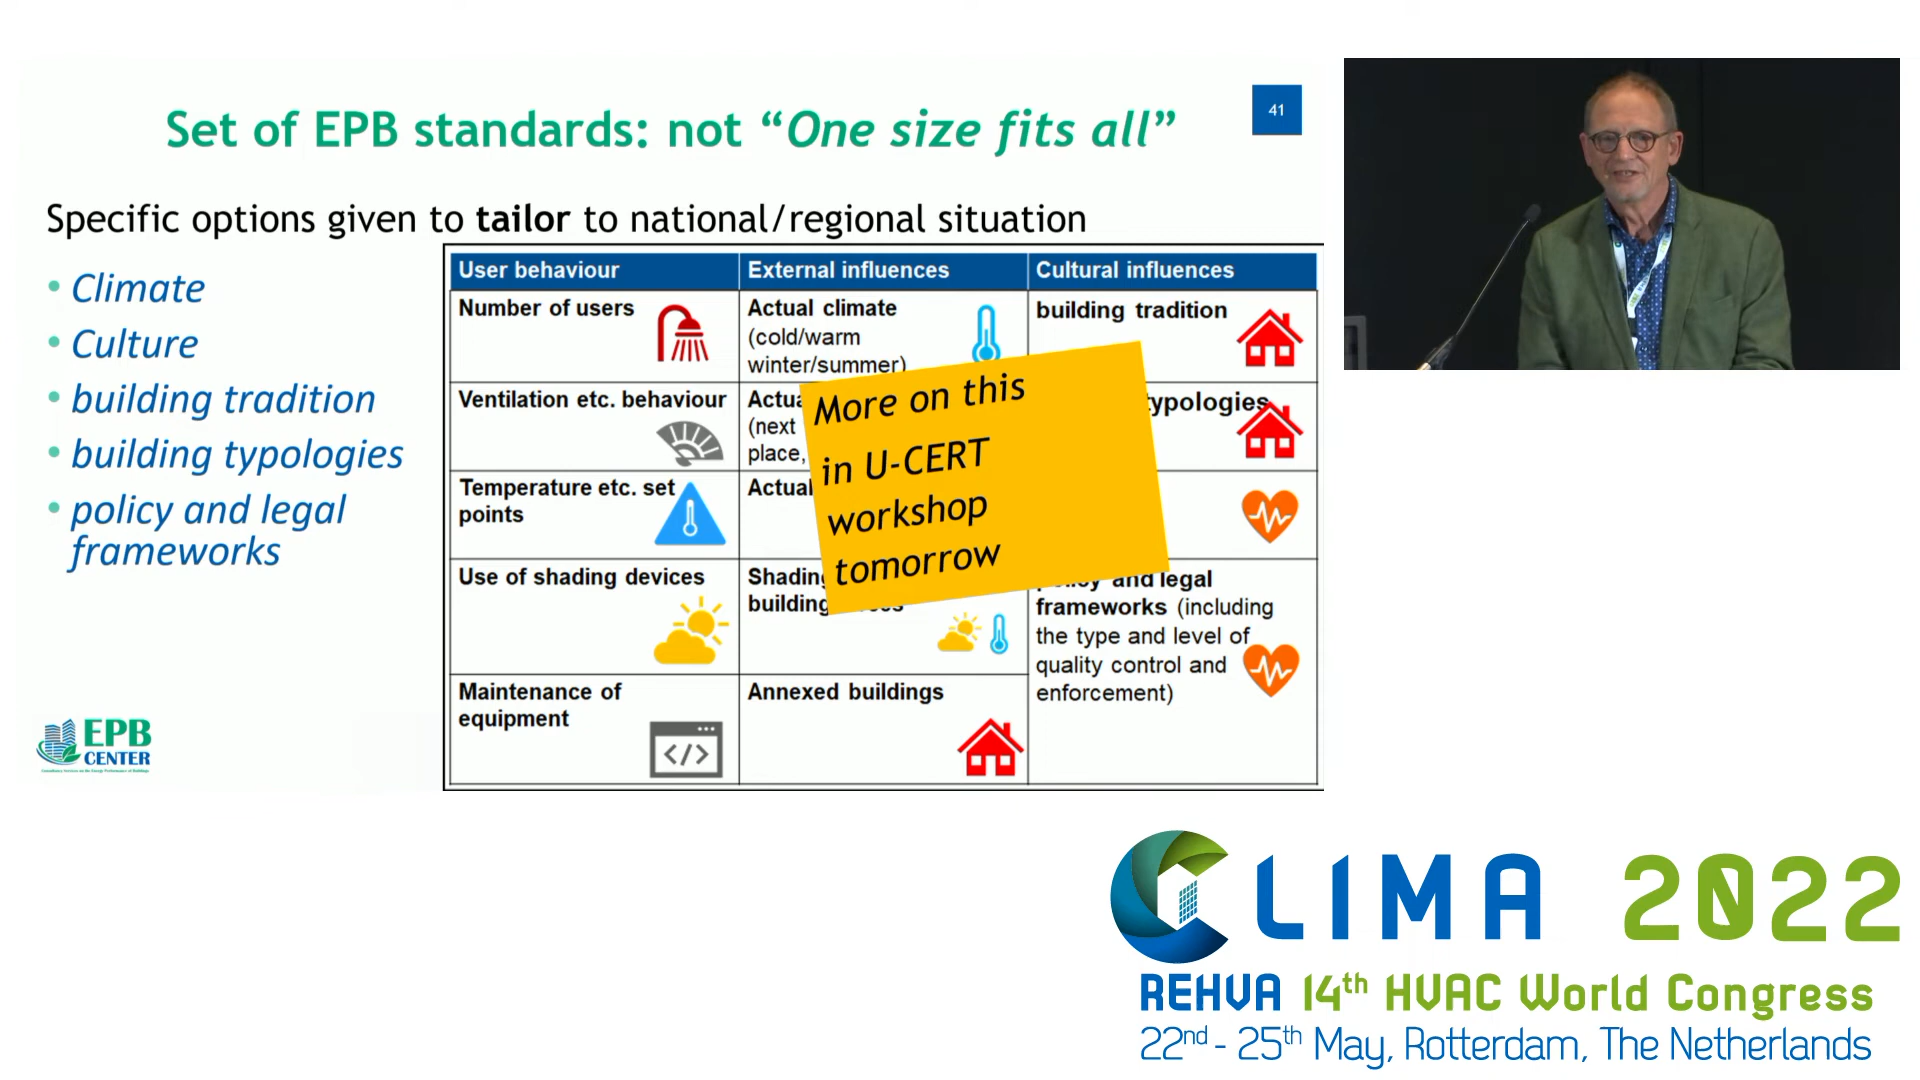 Set of EPB standards: not “One size fits all”
41
Specific options given to tailor to national/regional situation
• Climate
• Culture
• building tradition
• building typologies
• policy and legal
frameworks
User behaviour
External influences
Cultural influences
Number of users
Actual climate
(cold/warm
winter/summer)
building tradition
Ventilation etc. behaviour
(next
place,
Temperature etc. set
points
Actual
Use of shading devices
Shading
building
and legal
frameworks (including
the type and level of
quality control and
enforcement)
Maintenance of
equipment
Annexed buildings
More on this
in U-CERT
workshop
tomorrow
</>
EPB
CENTER
CLIMA 2022
REHVA 14th HVAC World Congress
22nd - 25th May, Rotterdam, The Netherlands